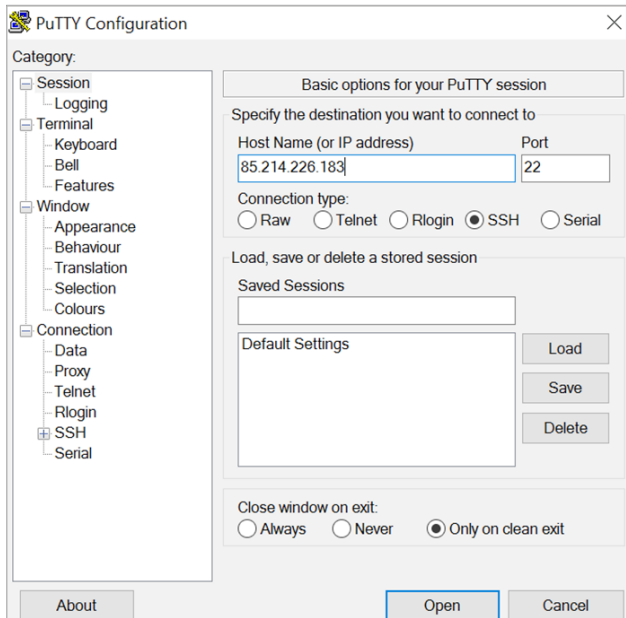 PuTTY Configuration
Category:
Session
Logging
Terminal
Keyboard
Bell
Features
Window
Appearance
Behaviour
Translation
Selection
Colours
Connection
Data
Proxy
Telnet
Rlogin
SSH
Serial
Basic options for your PuTTY session
Specify the destination you want to connect to
Host Name (or IP address) Port
85.214.226.183 22
Connection type:
Raw Telnet Rlogin SSH Serial
Load, save or delete a stored session
Saved Sessions
Default Settings
Load
Save
Delete
Close window on exit:
Always Never Only on clean exit
About Open Cancel